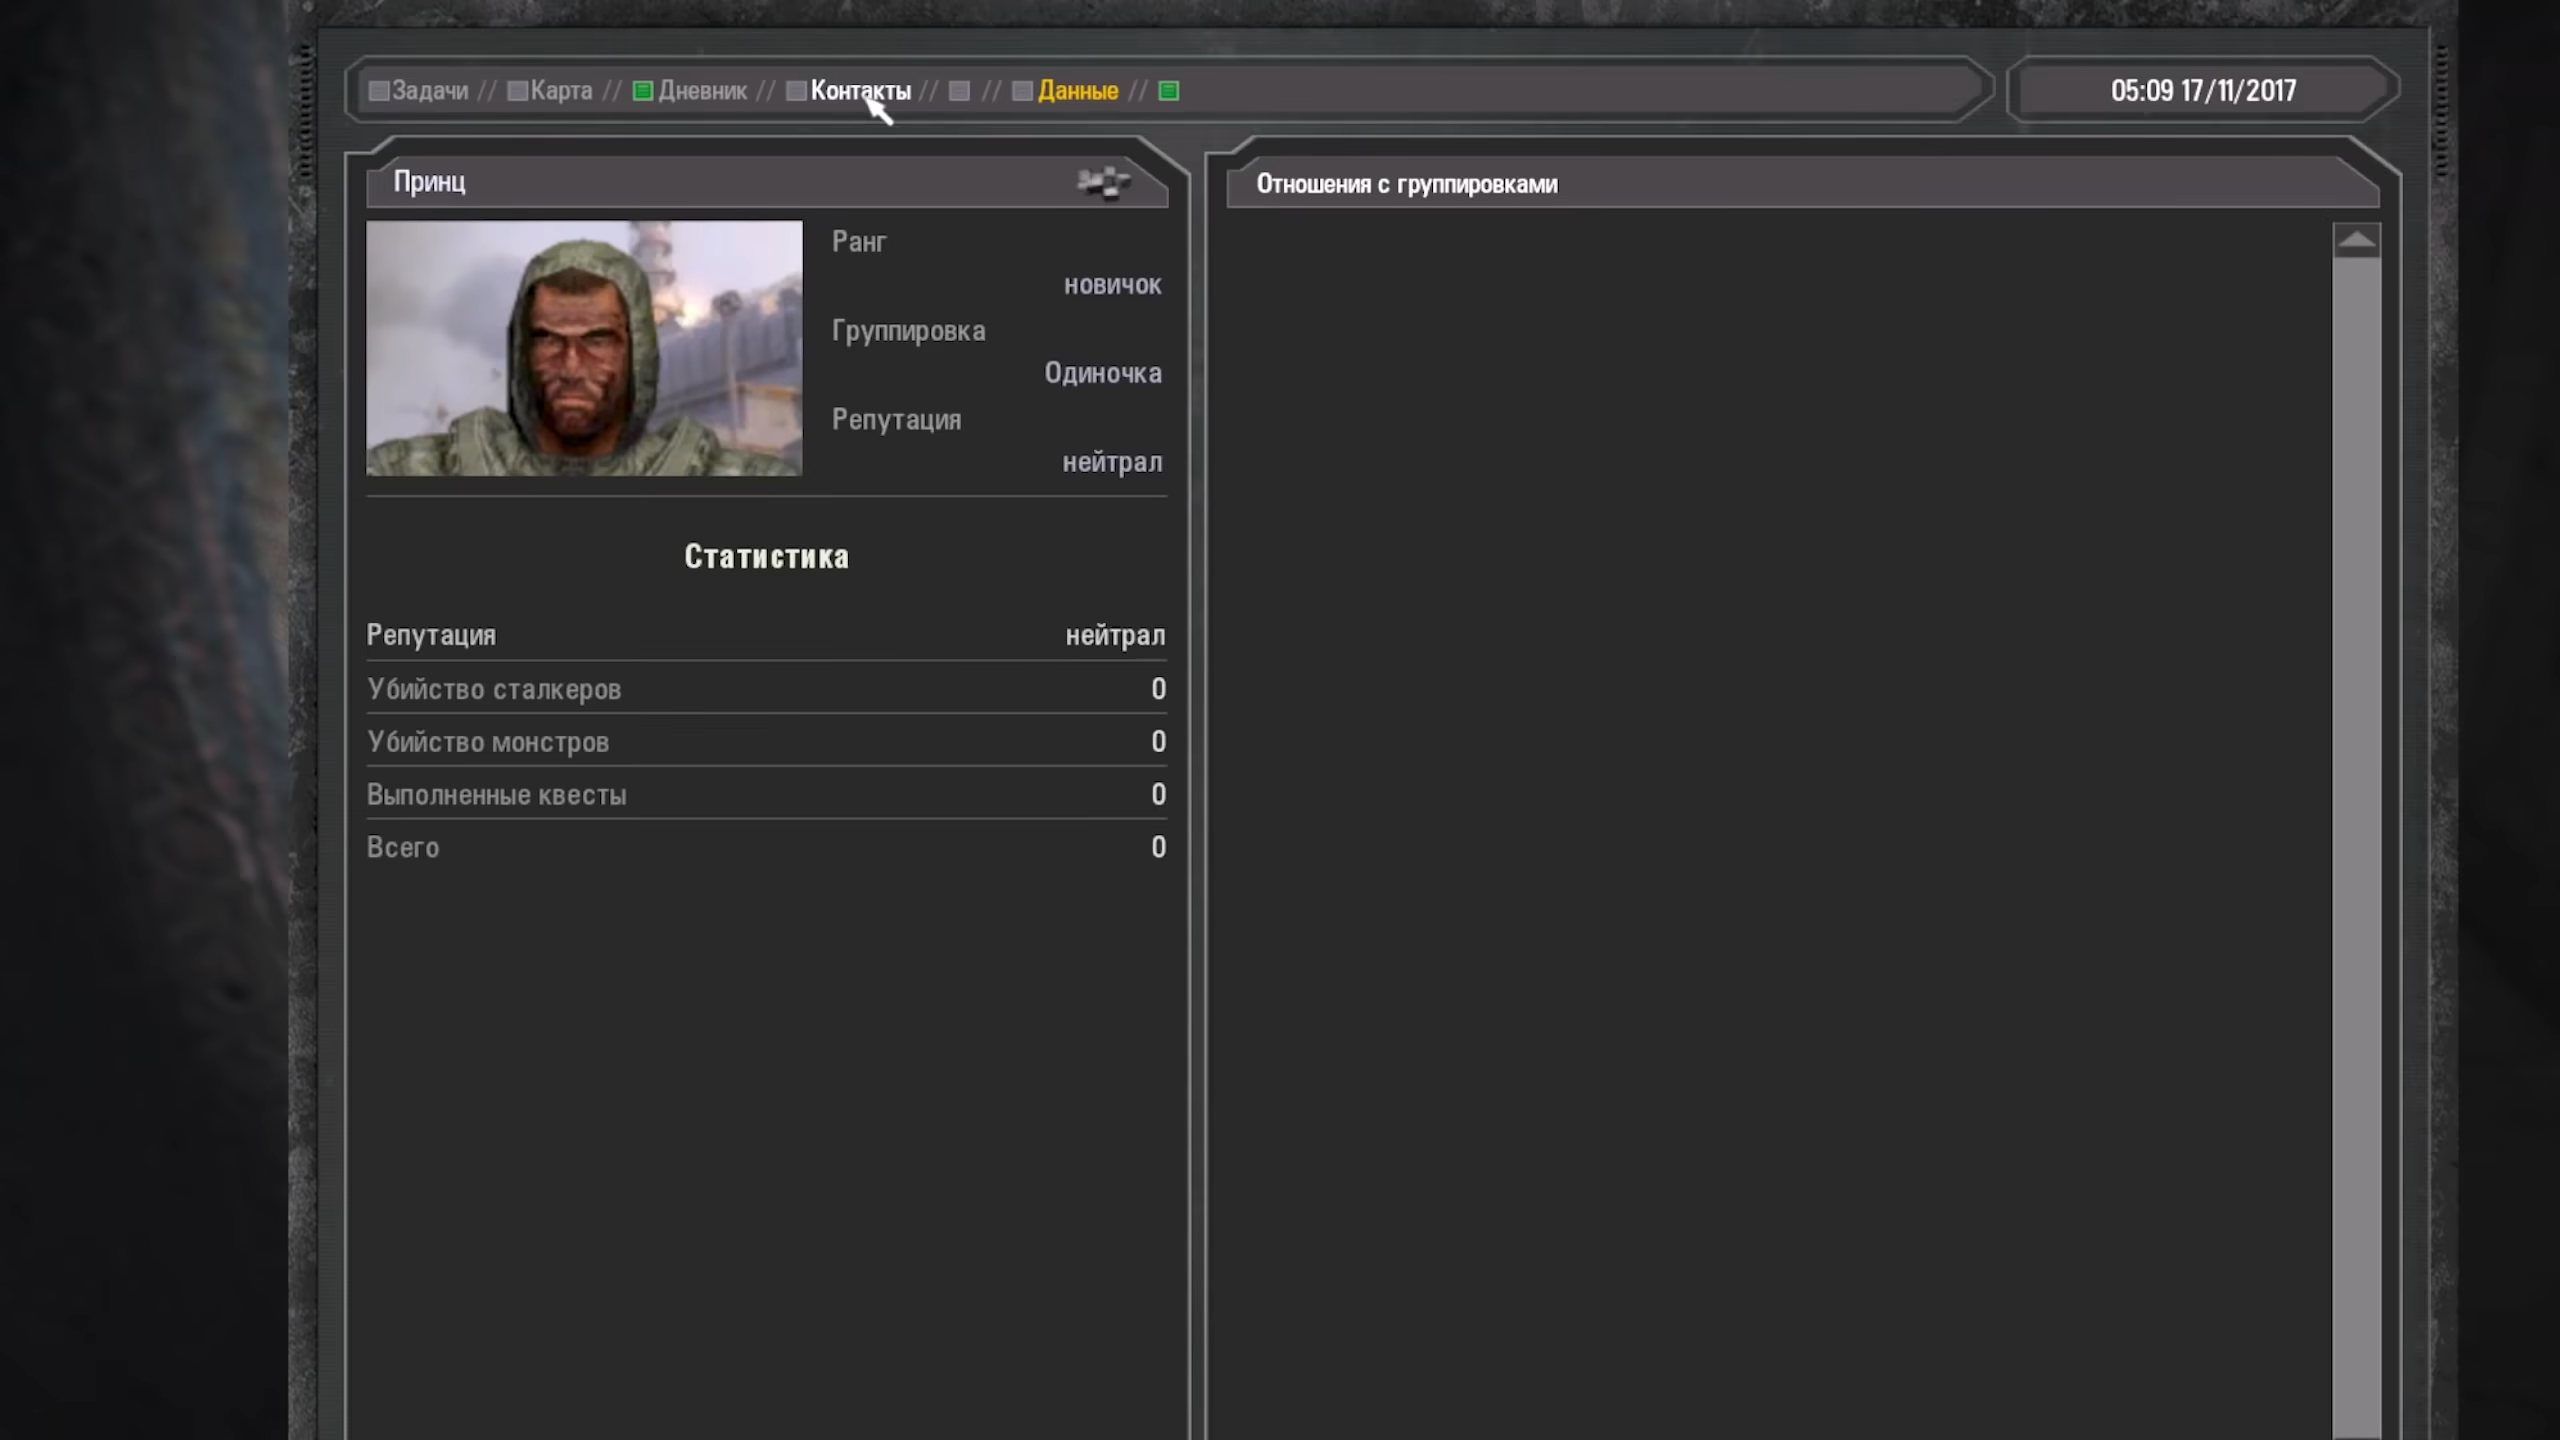 Задачи // Карта // Дневник // Контакты // // Данные //
05:09 17/11/2017
Принц
Ранг
новичок
Группировка
Одиночка
Репутация
нейтрал
Статистика
Репутация нейтрал
Убийство сталкеров 0
Убийство монстров 0
Выполненные квесты 0
Всего 0
Отношения с группировками